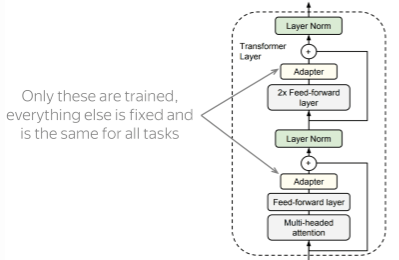 Layer Norm
Transformer
Layer
+
Adapter
2x Feed-forward
layer
Only these are trained,
everything else is fixed and
is the same for all tasks
Layer Norm
+
Adapter
Feed-forward layer
Multi-headed
attention